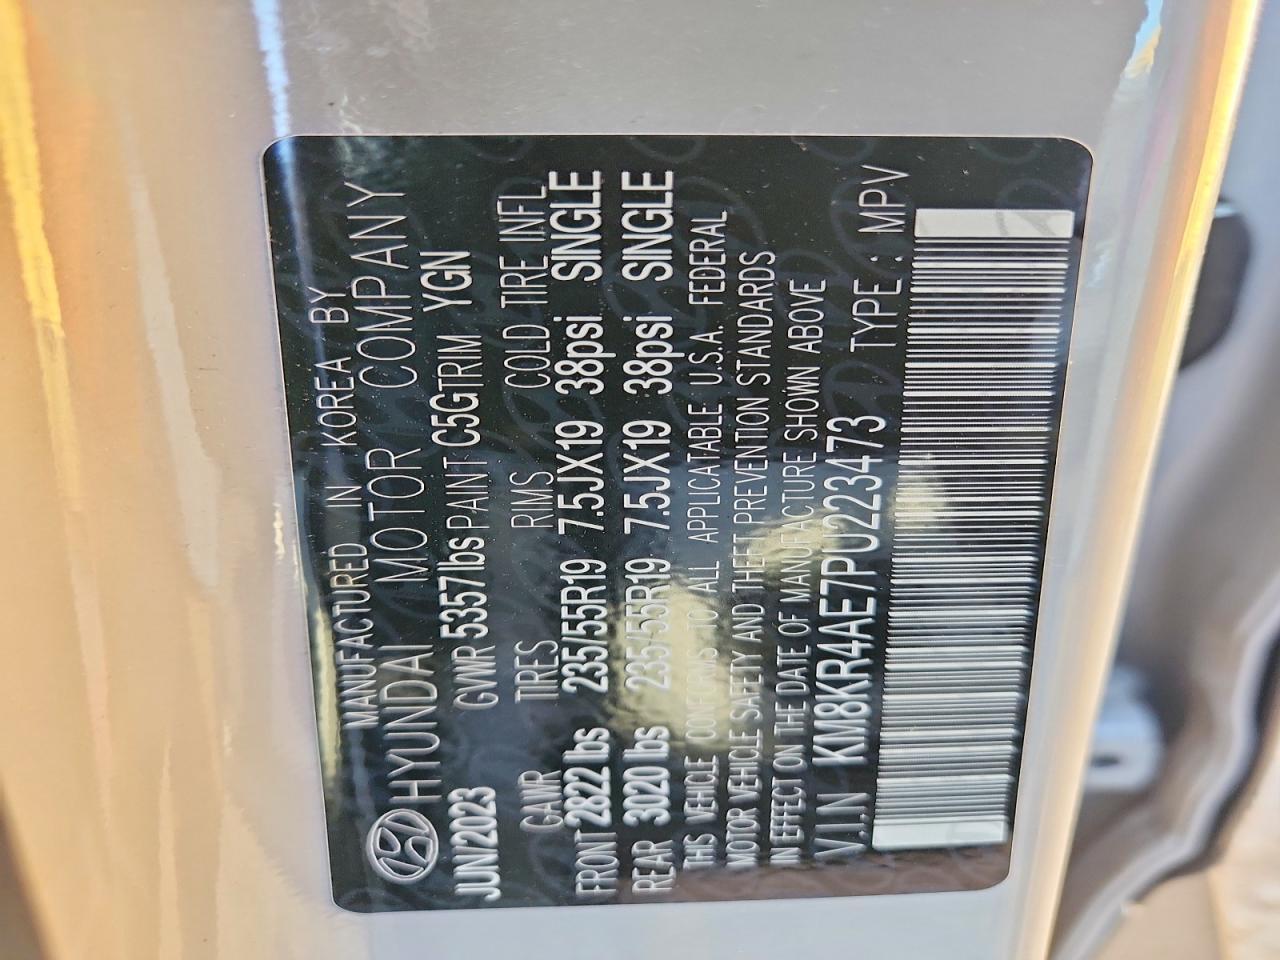 MANUFACTURED IN KOREA BY
HYUNDAI MOTOR COMPANY
JUN/2023 GVWR 5357lbs PAINT C5G TRIM YGN
GAWR TIRES RIMS COLD TIRE INFL
FRONT 2822 lbs 235/55R19 7.5JX19 38psi SINGLE
REAR 3020 lbs 235/55R19 7.5JX19 38psi SINGLE
THIS VEHICLE CONFORMS TO ALL APPLICATABLE U.S.A. FEDERAL
MOTOR VEHICLE SAFETY AND THEFT PREVENTION STANDARDS
IN EFFECT ON THE DATE OF MANUFACTURE SHOWN ABOVE
V.I.N KM8KR4AE7PU223473 TYPE : MPV